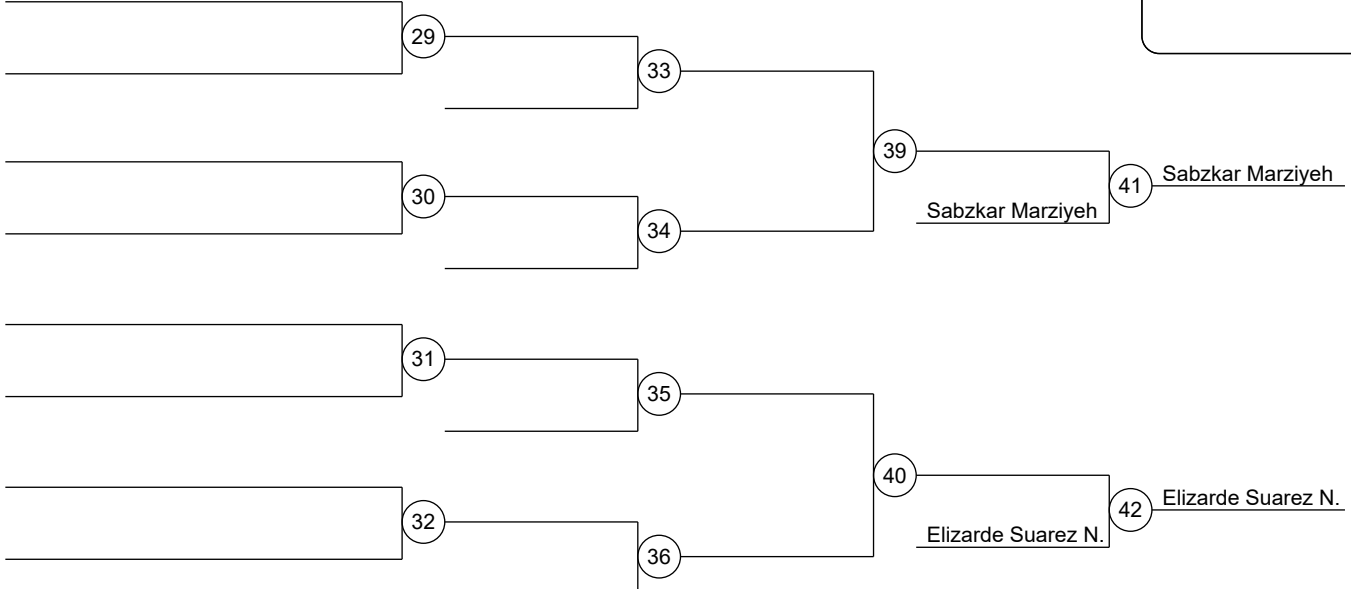 29
33
39
41 Sabzkar Marziyeh
30
Sabzkar Marziyeh
34
31
35
40
42 Elizarde Suarez N.
32
Elizarde Suarez N.
36